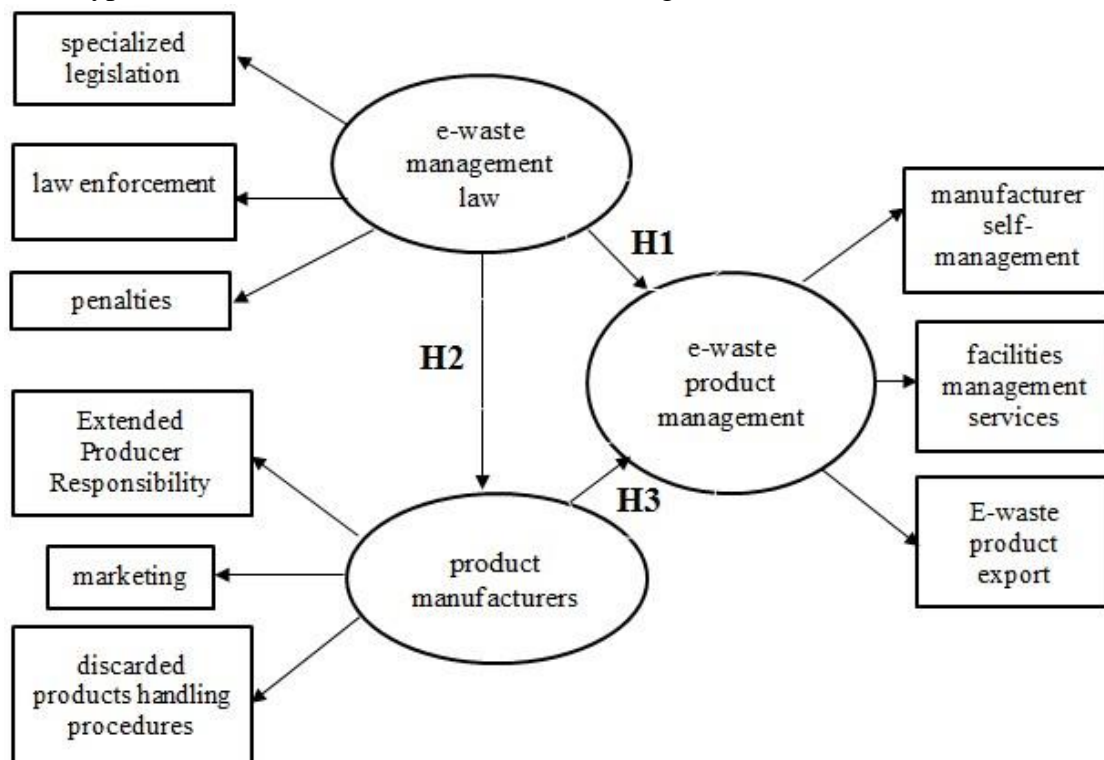 specialized
legislation
law enforcement
penalties
e-waste
management
law
H1
H2
manufacturer
self-
management
e-waste
product
management
facilities
management
services
E-waste
product
export
Extended
Producer
Responsibility
marketing
discarded
products handling
procedures
product
manufacturers
H3